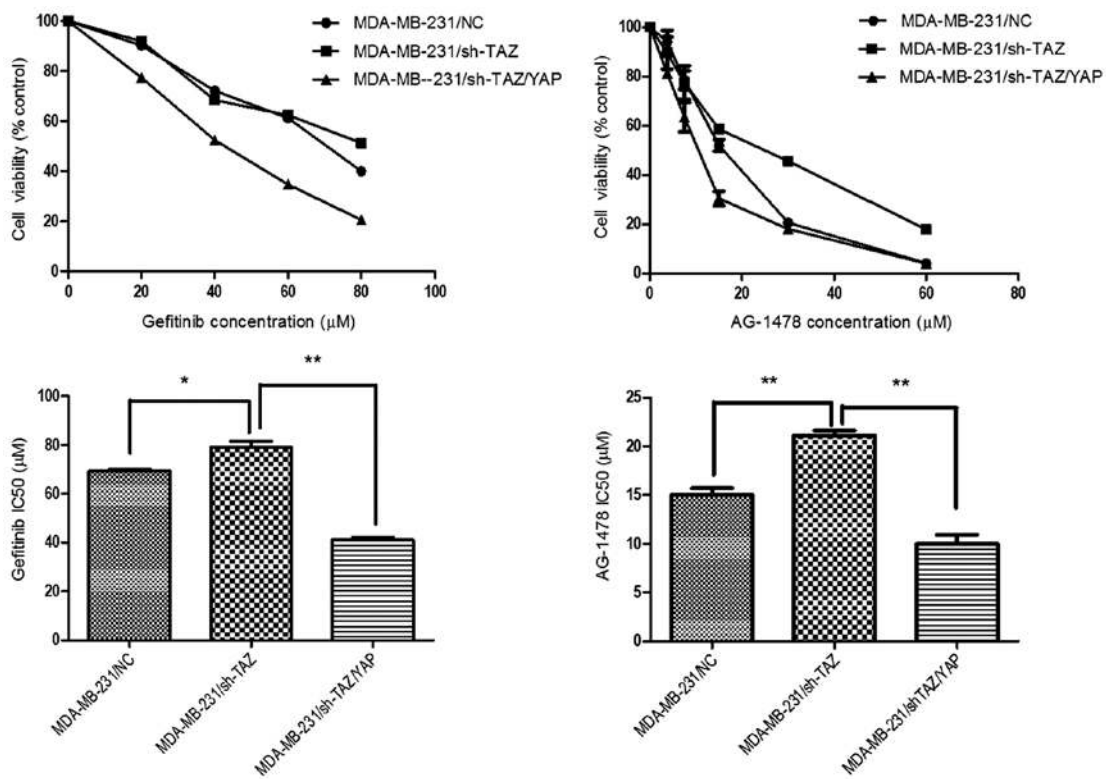 MDA-MB-231/NC
MDA-MB-231/sh-TAZ
MDA-MB--231/sh-TAZ/YAP
Cell viability (% control)
100
80
60
40
20
0
0 20 40 60 80 100
Gefitinib concentration (μM)
MDA-MB-231/NC
MDA-MB-231/sh-TAZ
MDA-MB-231/sh-TAZ/YAP
Cell viability (% control)
100
80
60
40
20
0
0 20 40 60 80
AG-1478 concentration (μM)
* **
Gefitinib IC50 (μM)
100
80
60
40
20
0
MDA-MB-231/NC
MDA-MB-231/sh-TAZ
MDA-MB-231/sh-TAZ/YAP
** **
AG-1478 IC50 (μM)
25
20
15
10
5
0
MDA-MB-231/NC
MDA-MB-231/sh-TAZ
MDA-MB-231/shTAZ/YAP